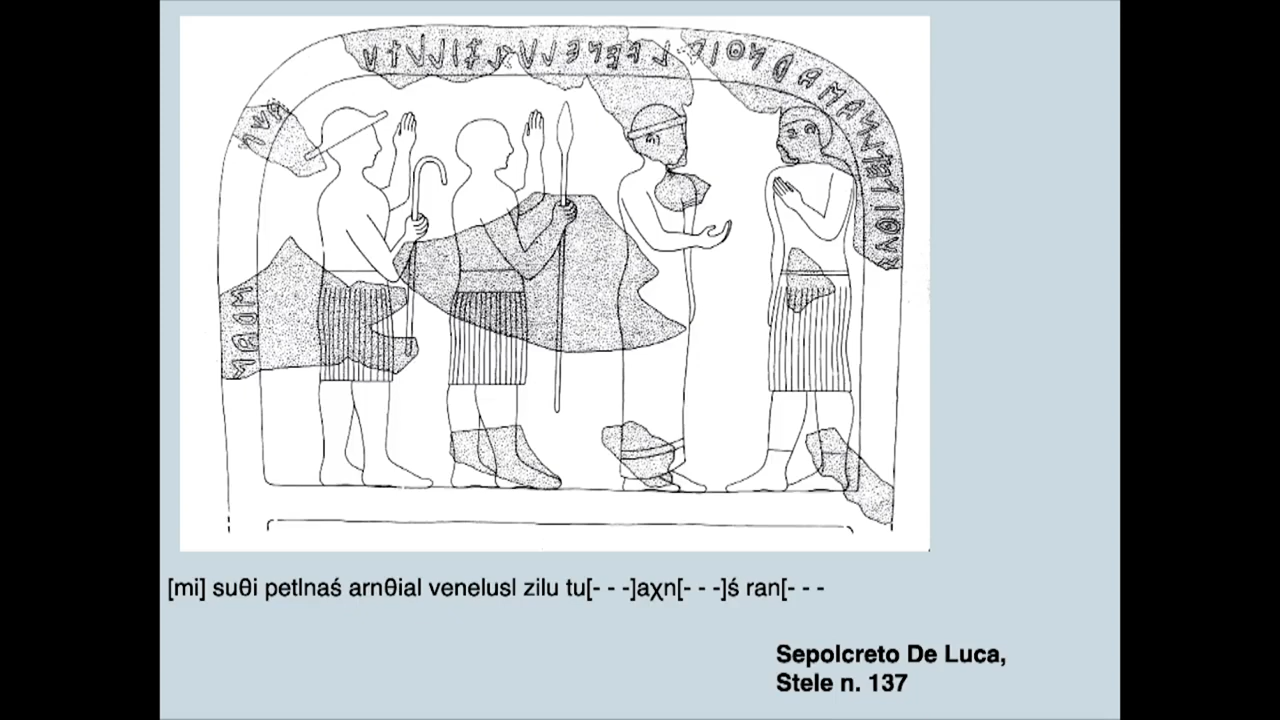 [mi] suθi petlnaś arnθial venelusl zilu tu[- - -]aχn[- - -]ś ran[- - -
Sepolcreto De Luca,
Stele n. 137